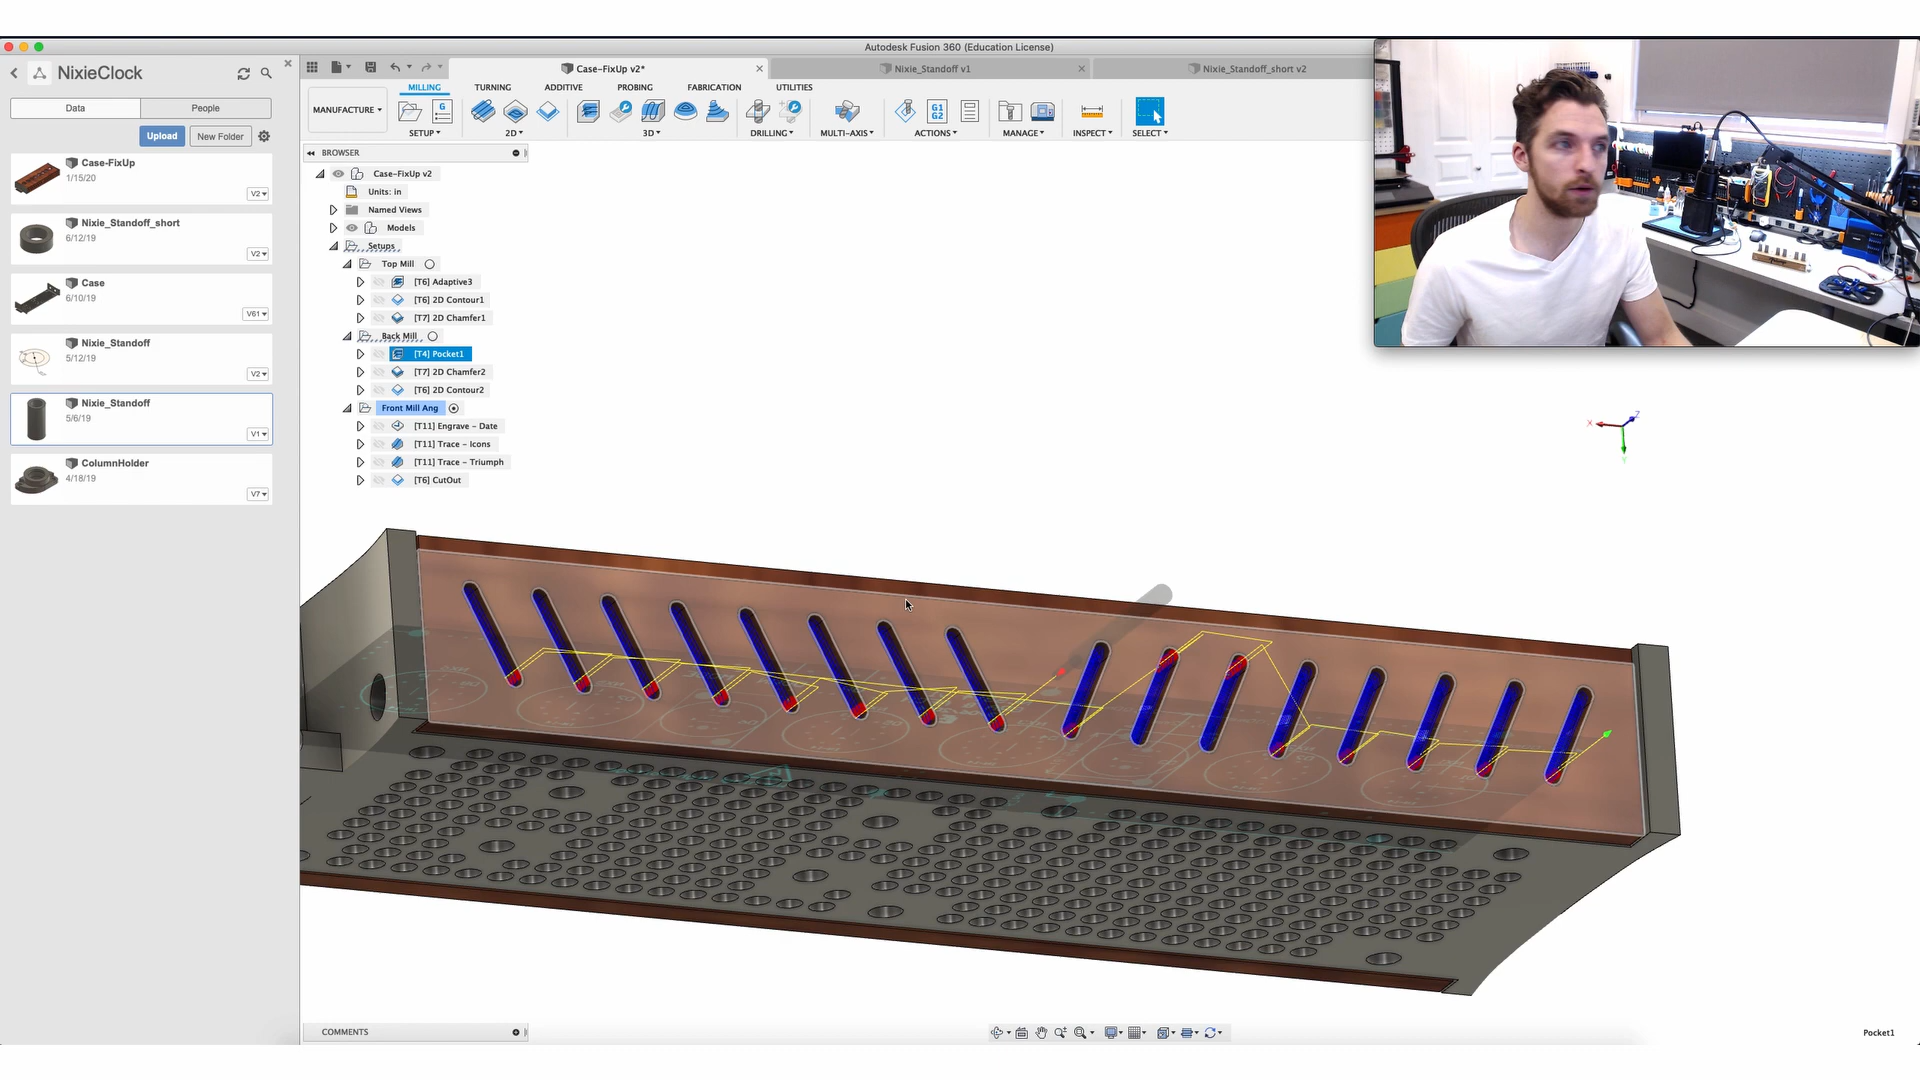 Autodesk Fusion 360 (Education License)
NixieClock
Case-FixUp v2*
Nixie_Standoff v1
Nixie_Standoff_short v2
MILLING
TURNING
ADDITIVE
PROBING
FABRICATION
UTILITIES
Data
People
MANUFACTURE
G
G1
G2
SETUP
2D
3D
DRILLING
MULTI-AXIS
ACTIONS
MANAGE
INSPECT
SELECT
Upload
New Folder
BROWSER
Case-FixUp
1/15/20
V2
Nixie_Standoff_short
6/12/19
V2
Case
6/10/19
V61
Nixie_Standoff
5/12/19
V2
Nixie_Standoff
5/6/19
V1
ColumnHolder
4/18/19
V7
Case-FixUp v2
Units: in
Named Views
Models
Setups
Top Mill
[T6] Adaptive3
[T6] 2D Contour1
[T7] 2D Chamfer1
Back Mill
[T4] Pocket1
[T7] 2D Chamfer2
[T6] 2D Contour2
Front Mill Ang
[T11] Engrave - Date
[T11] Trace - Icons
[T11] Trace - Triumph
[T6] CutOut
X
Z
Y
COMMENTS
Pocket1